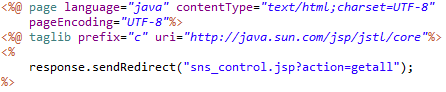 <%@ page language="java" contentType="text/html;charset=UTF-8"
    pageEncoding="UTF-8"%>
<%@ taglib prefix="c" uri="http://java.sun.com/jsp/jstl/core"%>
<%
    response.sendRedirect("sns_control.jsp?action=getall");
%>